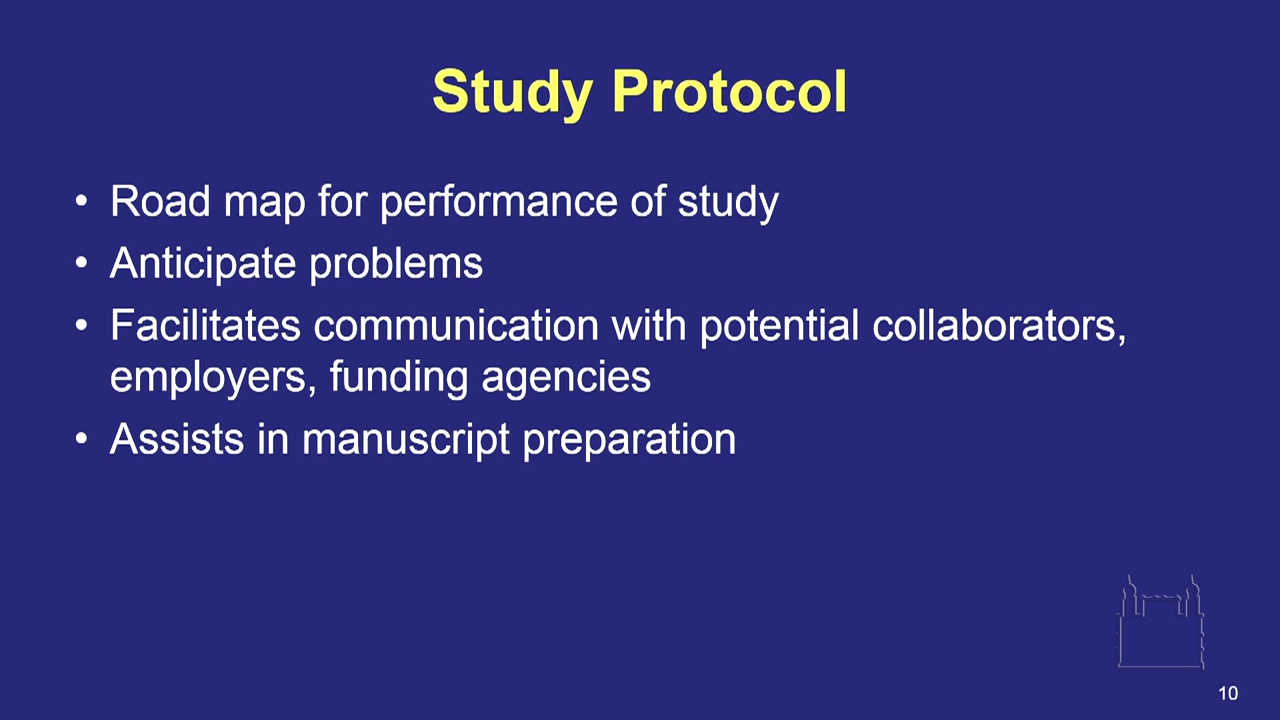 Study Protocol
• Road map for performance of study
• Anticipate problems
• Facilitates communication with potential collaborators,
employers, funding agencies
• Assists in manuscript preparation
10